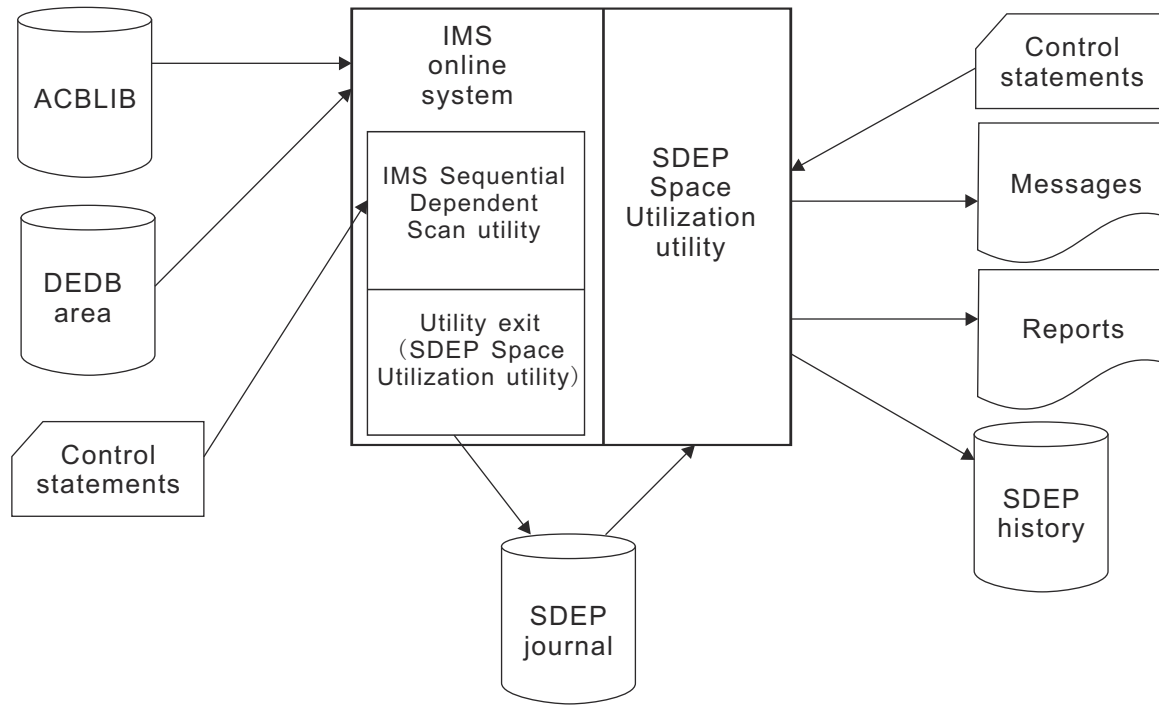 ACBLIB
DEDB
area
Control
statements
IMS
online
system
IMS Sequential
Dependent
Scan utility
Utility exit
（SDEP Space
Utilization utility）
SDEP
Space
Utilization
utility
SDEP
journal
Control
statements
Messages
Reports
SDEP
history